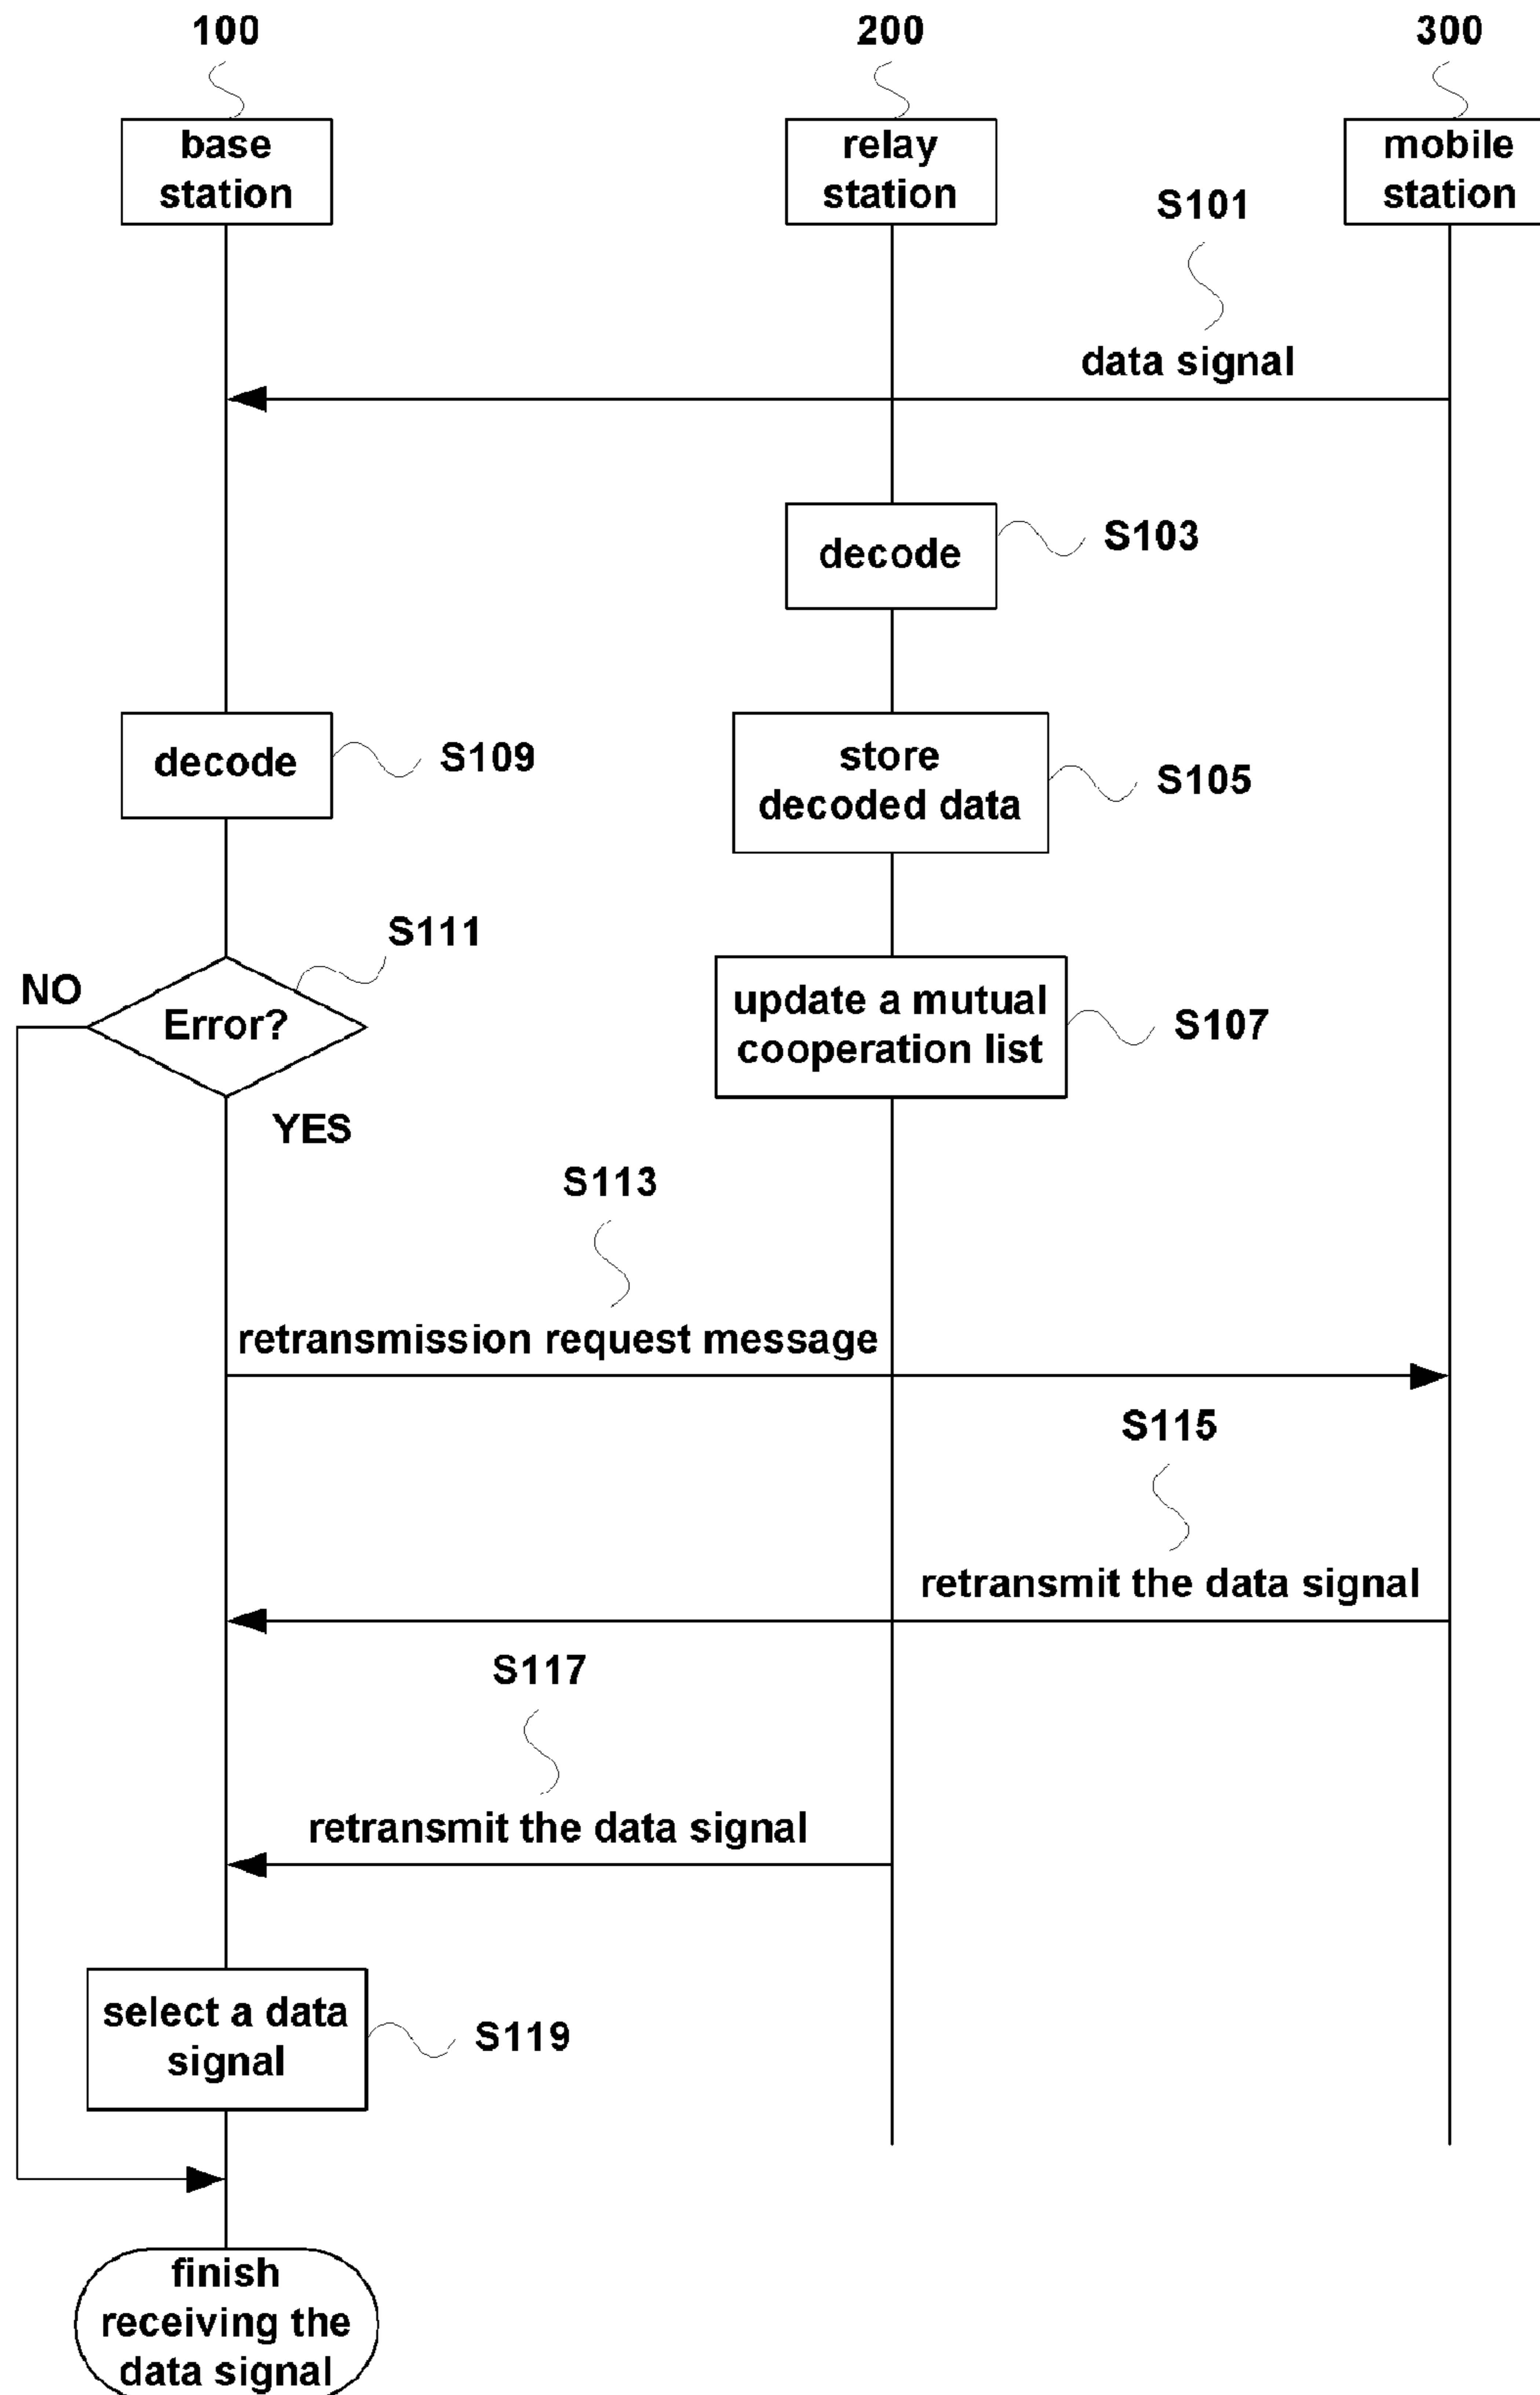 100
200
300
base
station
relay
station
mobile
station
S101
data signal
decode
S103
decode
S109
store
decoded data
S105
S111
NO
Error?
YES
update a mutual
cooperation list
S107
S113
retransmission request message
S115
retransmit the data signal
S117
retransmit the data signal
select a data
signal
S119
finish
receiving the
data signal